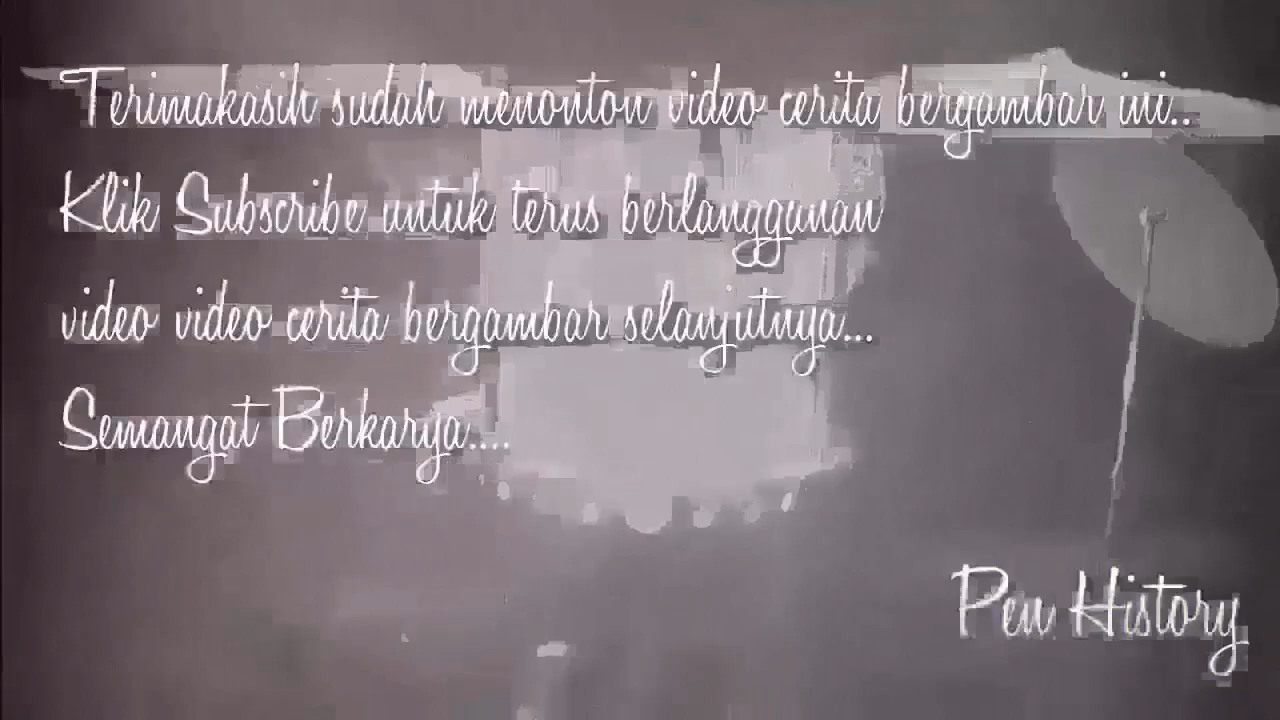 Terimakasih sudah menonton video cerita bergambar ini..
Klik Subscribe untuk terus berlangganan
video video cerita bergambar selanjutnya...
Semangat Berkarya....
Pen History